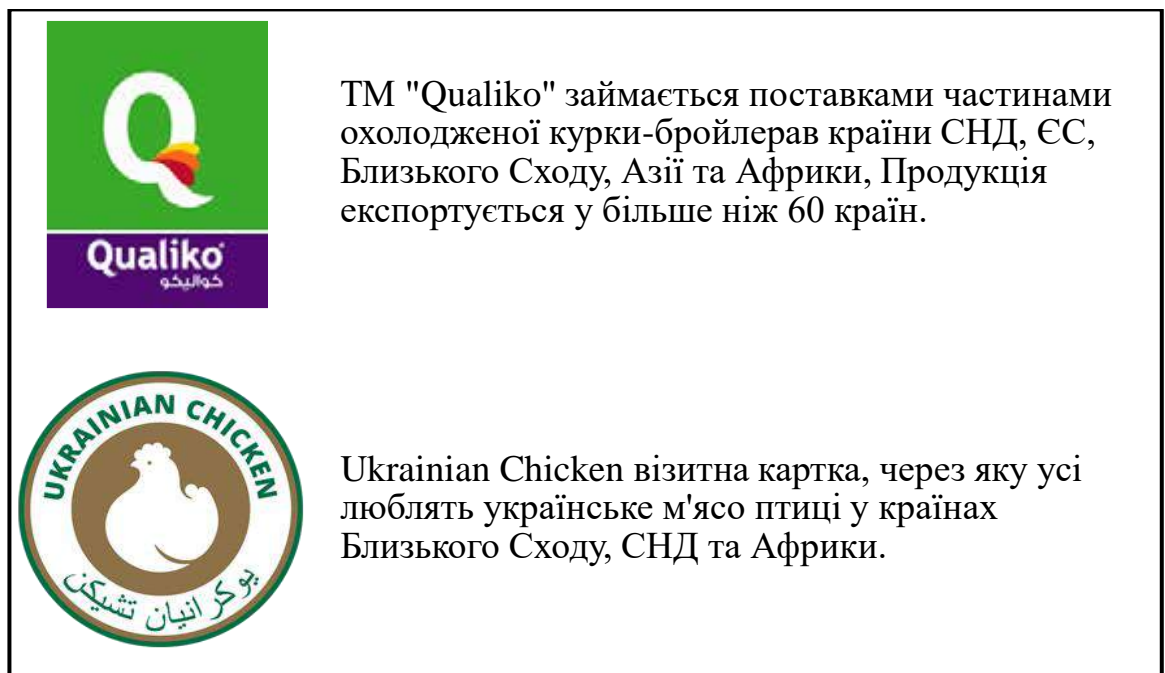 Q
Qualiko
كواليكو
ТМ "Qualiko" займається поставками частинами
охолодженої курки-бройлерав країни СНД, ЄС,
Близького Сходу, Азії та Африки, Продукція
експортується у більше ніж 60 країн.
UKRAINIAN CHICKEN
يوكرانيان تشيكن
Ukrainian Chicken візитна картка, через яку усі
люблять українське м'ясо птиці у країнах
Близького Сходу, СНД та Африки.